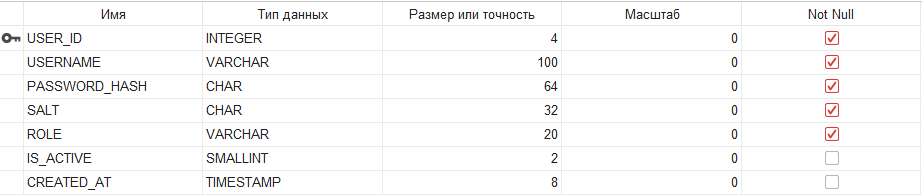 Имя Тип данных Размер или точность Масштаб Not Null
USER_ID INTEGER 4 0
USERNAME VARCHAR 100 0
PASSWORD_HASH CHAR 64 0
SALT CHAR 32 0
ROLE VARCHAR 20 0
IS_ACTIVE SMALLINT 2 0
CREATED_AT TIMESTAMP 8 0